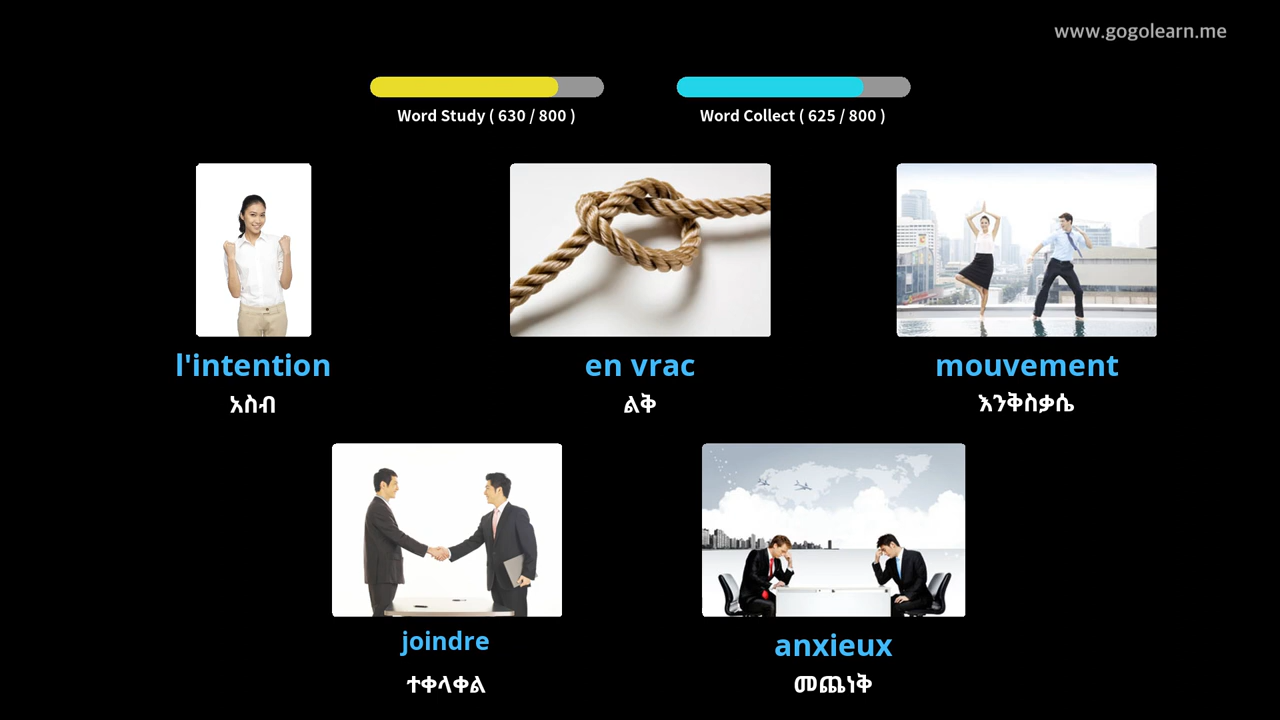 www.gogolearn.me
Word Study ( 630 / 800 )
Word Collect ( 625 / 800 )
l'intention
አስብ
en vrac
ልቅ
mouvement
እንቅስቃሴ
joindre
ተቀላቀል
anxieux
መጨነቅ